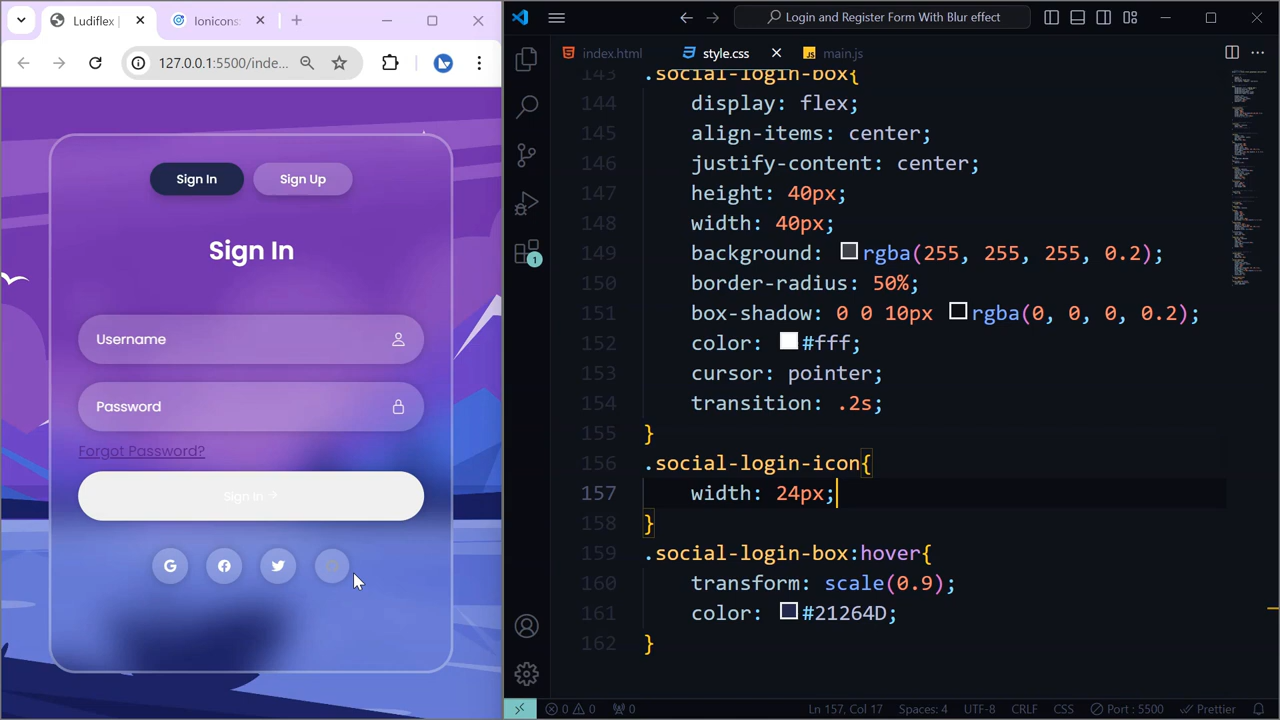 Ludiflex |
Ionicons:
127.0.0.1:5500/inde...
Sign In
Sign Up
Sign In
Username
Password
Forgot Password?
Sign In
Login and Register Form With Blur effect
index.html
style.css
main.js
143 .social-login-box{
144 display: flex;
145 align-items: center;
146 justify-content: center;
147 height: 40px;
148 width: 40px;
149 background: rgba(255, 255, 255, 0.2);
150 border-radius: 50%;
151 box-shadow: 0 0 10px rgba(0, 0, 0, 0.2);
152 color: #fff;
153 cursor: pointer;
154 transition: .2s;
155 }
156 .social-login-icon{
157 width: 24px;
158 }
159 .social-login-box:hover{
160 transform: scale(0.9);
161 color: #21264D;
162 }
1
0 0 0
Ln 157, Col 17
Spaces: 4
UTF-8
CRLF
CSS
Port : 5500
Prettier